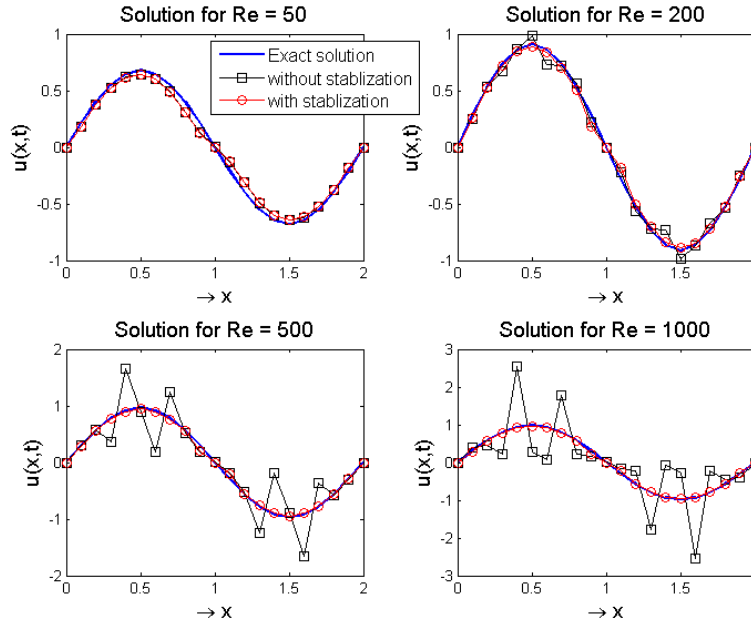 Solution for Re = 50
1
0.5
0
-0.5
-1
u(x,t)
0
0.5
1
1.5
2
→ x
Exact solution
without stablization
with stablization
Solution for Re = 200
1
0.5
0
-0.5
-1
u(x,t)
0
0.5
1
1.5
→ x
Solution for Re = 500
2
1
0
-1
-2
u(x,t)
0
0.5
1
1.5
2
→ x
Solution for Re = 1000
3
2
1
0
-1
-2
-3
u(x,t)
0
0.5
1
1.5
→ x